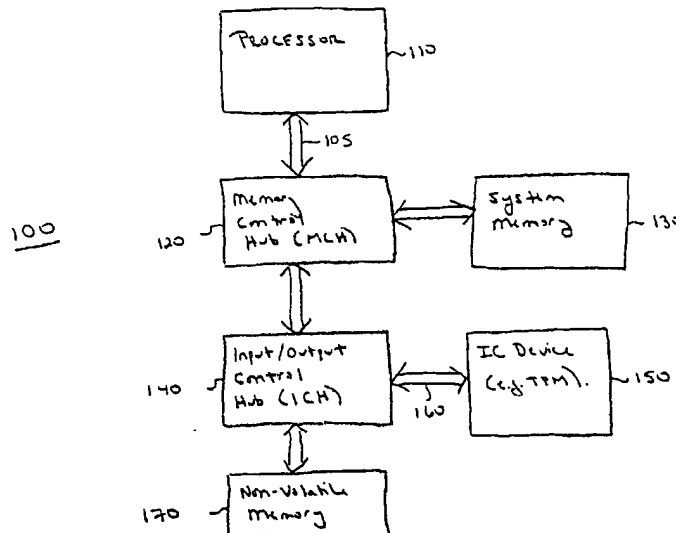 PROCESSOR
110
105
100
Memory
Control
Hub (MCH)
120
System
Memory
130
Input/Output
Control
Hub (ICH)
140
IC Device
(e.g. TPM).
150
160
Non-Volatile
Memory
170